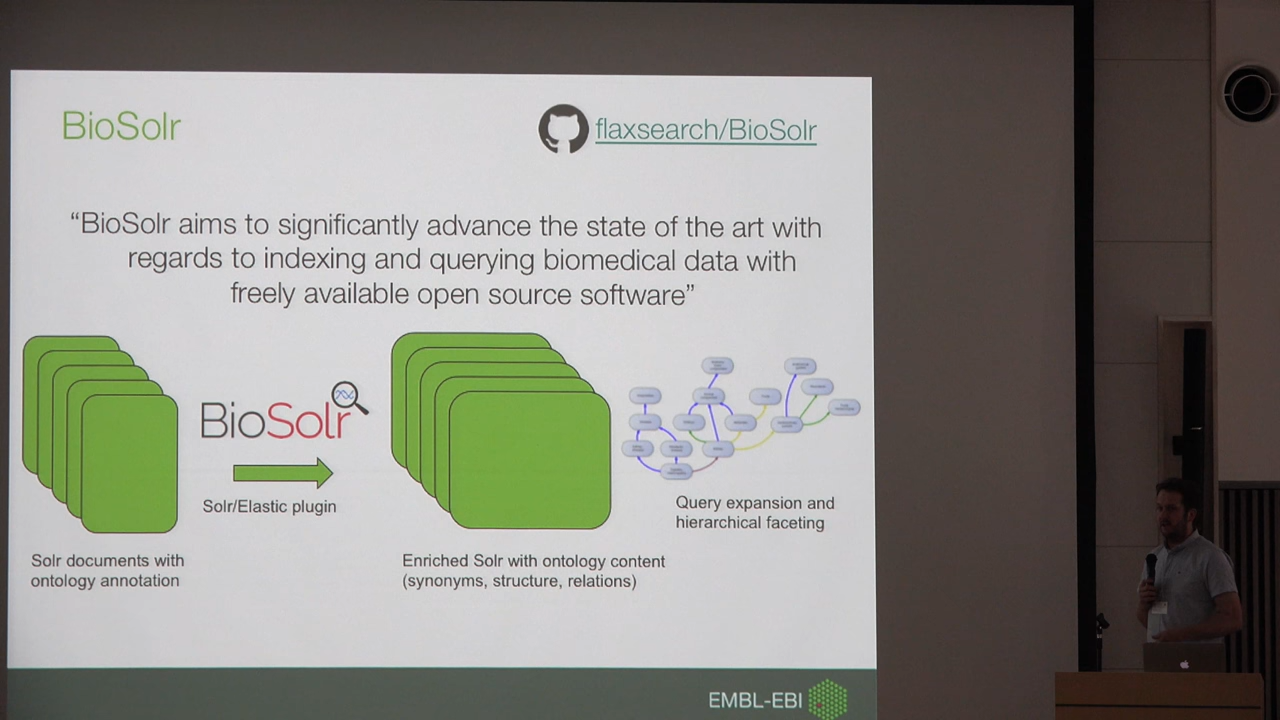 BioSolr
flaxsearch/BioSolr
“BioSolr aims to significantly advance the state of the art with
regards to indexing and querying biomedical data with
freely available open source software”
BioSolr
Solr/Elastic plugin
Query expansion and
hierarchical faceting
Solr documents with
ontology annotation
Enriched Solr with ontology content
(synonyms, structure, relations)
EMBL-EBI